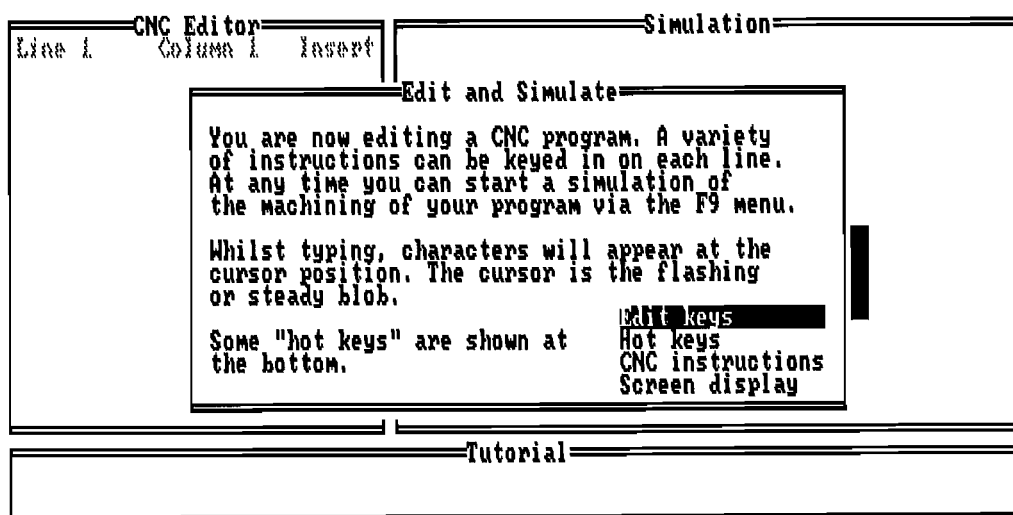 CNC Editor
Simulation
Line 1 Column 1 Insert
Edit and Simulate
You are now editing a CNC program. A variety
of instructions can be keyed in on each line.
At any time you can start a simulation of
the machining of your program via the F9 menu.
Whilst typing, characters will appear at the
cursor position. The cursor is the flashing
or steady blob.
Some "hot keys" are shown at
the bottom.
Edit keys
Hot keys
CNC instructions
Screen display
Tutorial